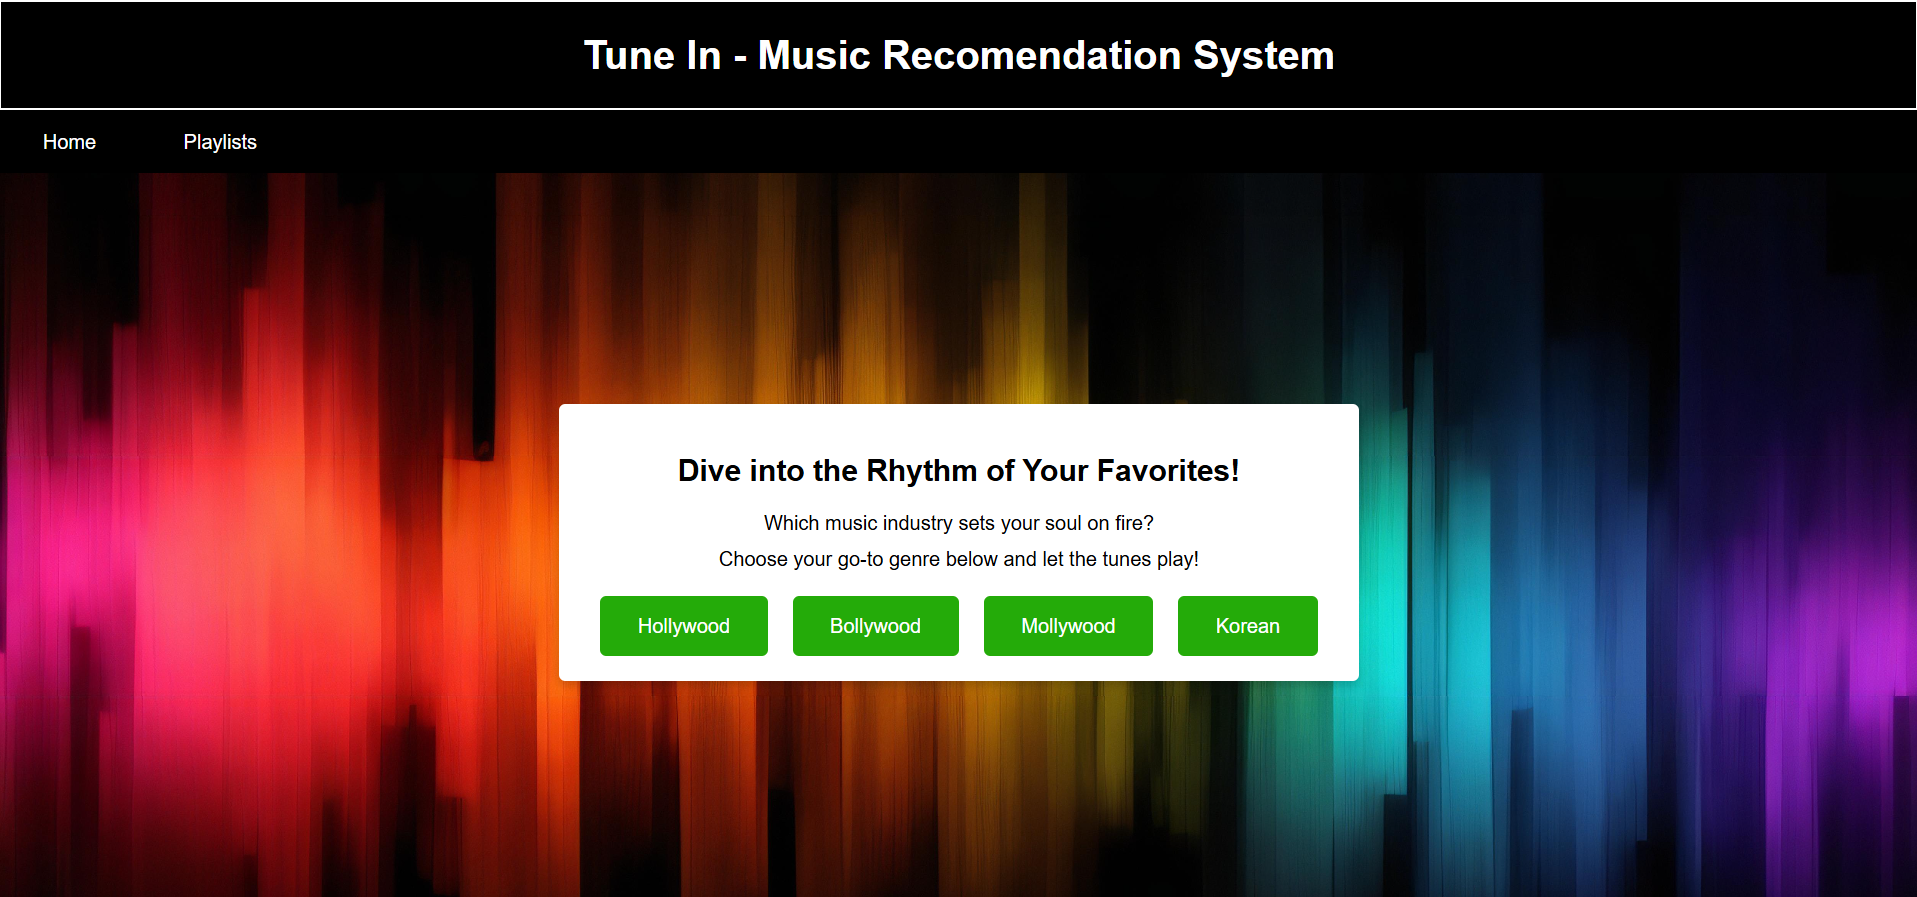 Tune In - Music Recomendation System
Home Playlists
Dive into the Rhythm of Your Favorites!
Which music industry sets your soul on fire?
Choose your go-to genre below and let the tunes play!
Hollywood Bollywood Mollywood Korean